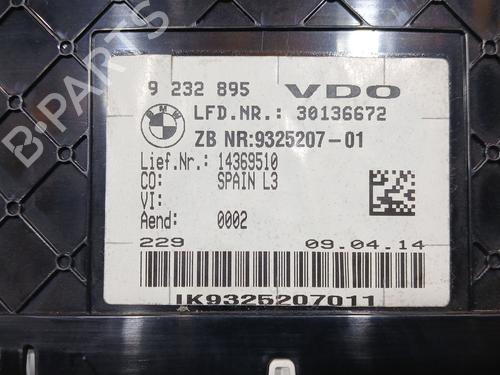 9 232 895 VDO
BMW
LFD.NR.: 30136672
ZB NR:9325207-01
Lief.Nr.: 14369510
CO: SPAIN L3
VI:
Aend: 0002
229 09.04.14
IK9325207011
B-PARTS